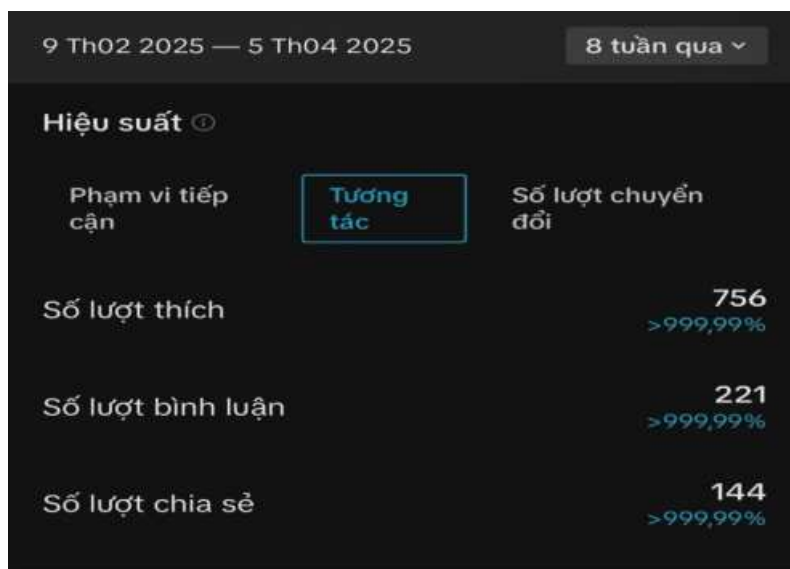 9 Th02 2025 — 5 Th04 2025
8 tuần qua
Hiệu suất
Phạm vi tiếp
cận
Tương
tác
Số lượt chuyển
đổi
Số lượt thích
756
>999,99%
Số lượt bình luận
221
>999,99%
Số lượt chia sẻ
144
>999,99%